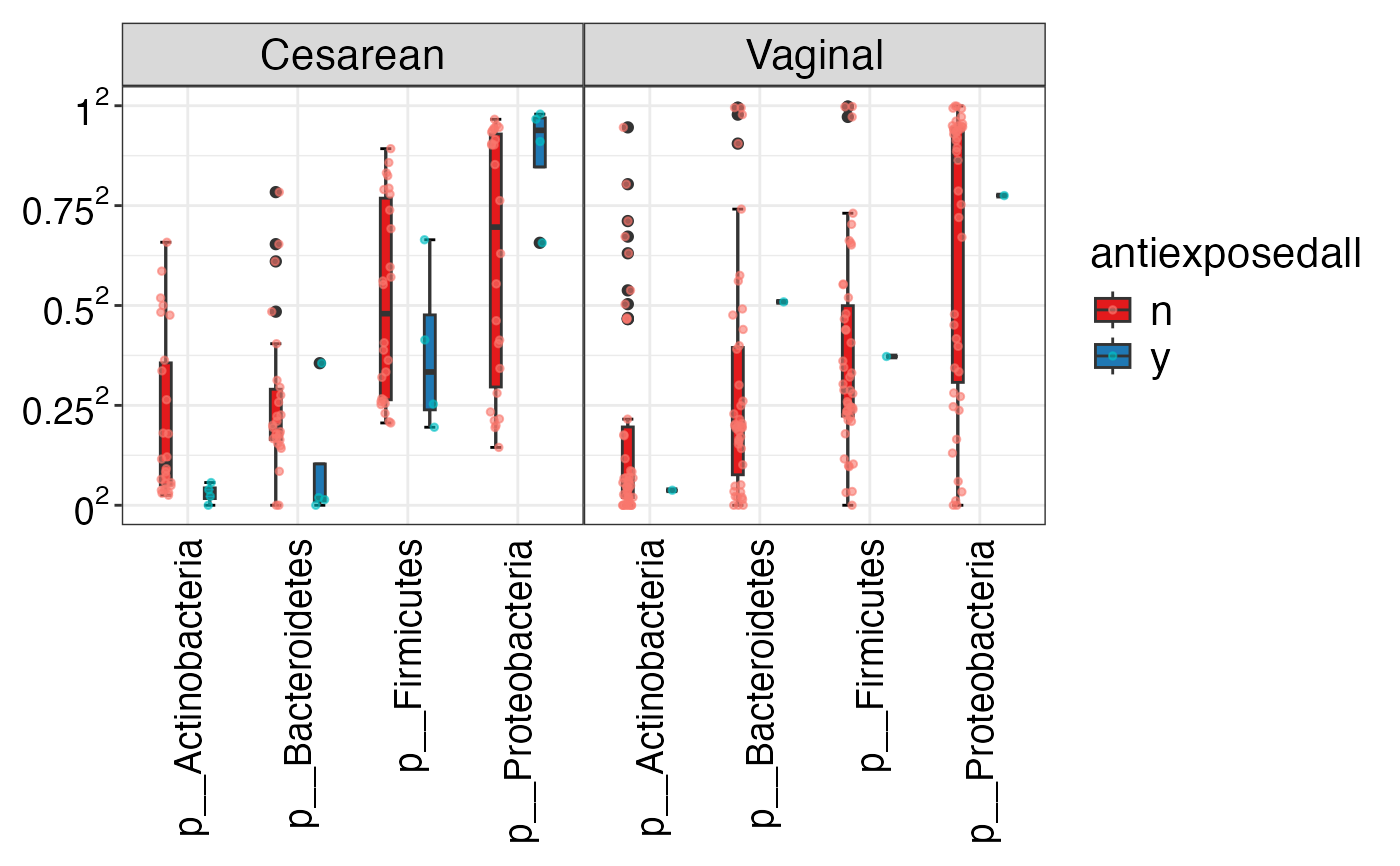 Cesarean
Vaginal
1²
0.75²
0.5²
0.25²
0²
p__Actinobacteria
p__Bacteroidetes
p__Firmicutes
p__Proteobacteria
p__Actinobacteria
p__Bacteroidetes
p__Firmicutes
p__Proteobacteria
antiexposedall
n
y